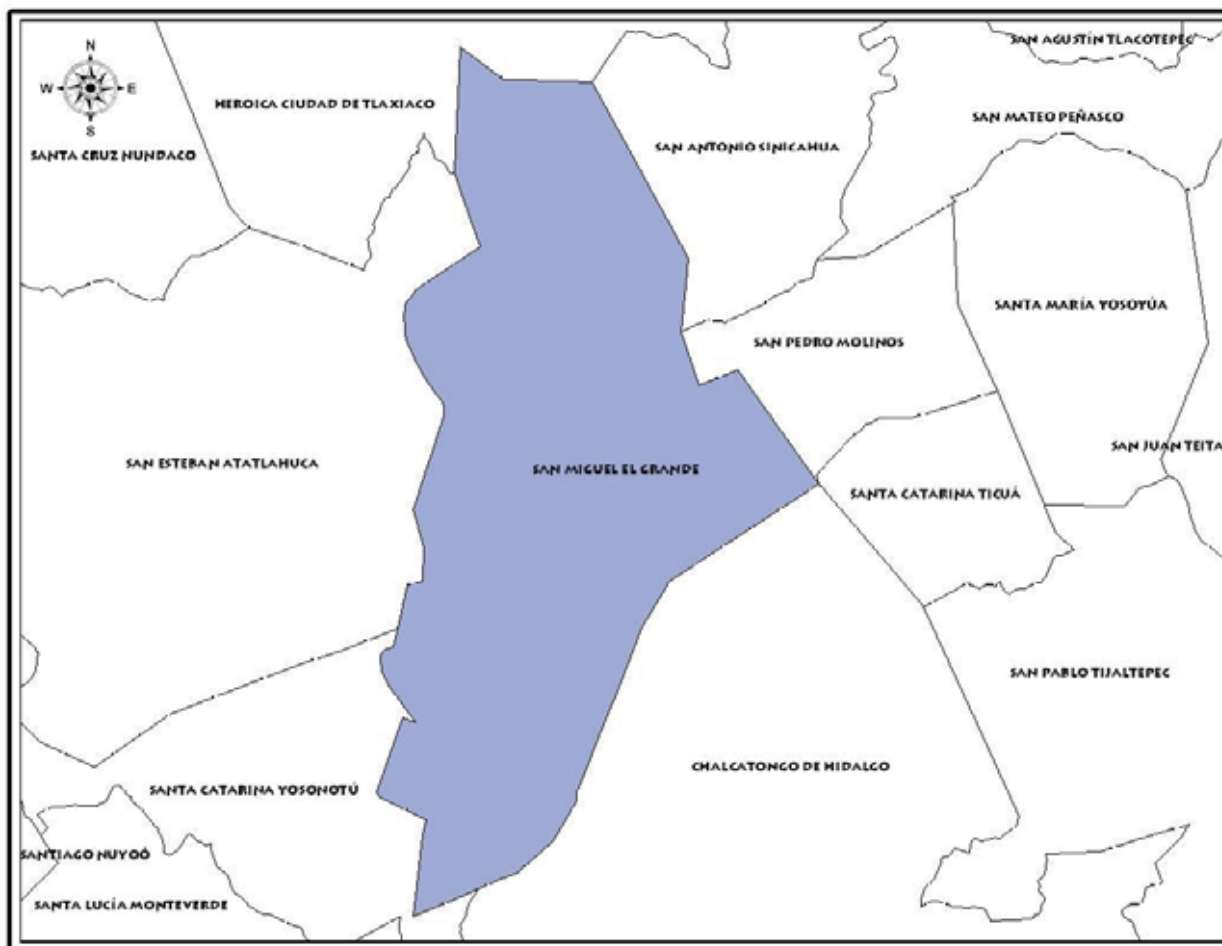 SAN AGUSTÍN TLACOTEPEC
N
W E
S
HEROICA CIUDAD DE TLAXIACO
SAN MATEO PEÑASCO
SANTA CRUZ NUNDACO
SAN ANTONIO SINICAHUA
SANTA MARÍA YOSOYÚA
SAN PEDRO MOLINOS
SAN JUAN TEITA
SAN ESTEBAN ATATLAHUCA
SAN MIGUEL EL GRANDE
SANTA CATARINA TICUÁ
SAN PABLO TIJALTEPEC
CHALCATONGO DE HIDALGO
SANTA CATARINA YOSONOTÚ
SANTIAGO NUYOÓ
SANTA LUCÍA MONTEVERDE